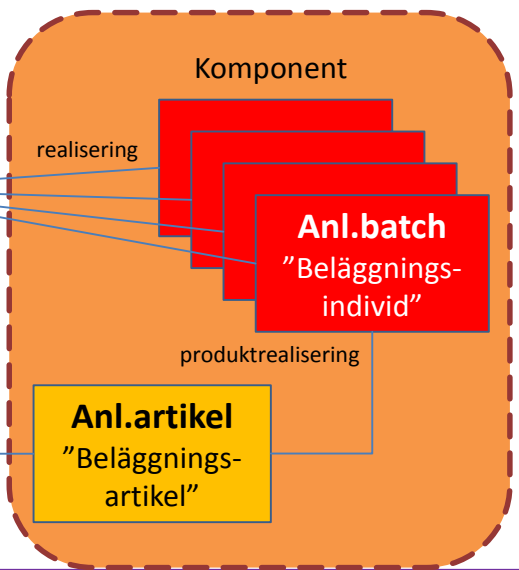 Komponent
realisering
Anl.batch
”Beläggnings-
individ”
produktrealisering
Anl.artikel
”Beläggnings-
artikel”